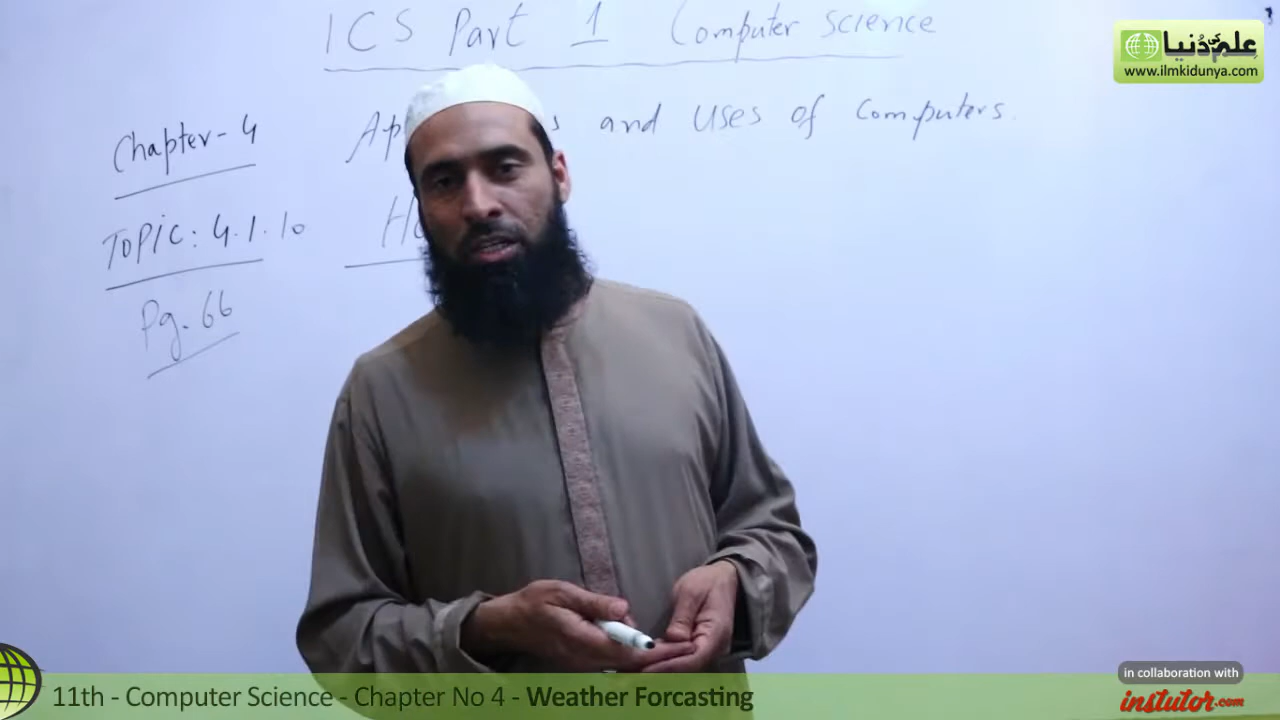 ICS Part 1 Computer Science
علم کی دنیا
www.ilmkidunya.com
Chapter-4 and Uses of Computers.
Topic: 4.1.10
Pg. 66
11th - Computer Science - Chapter No 4 - Weather Forcasting
in collaboration with
instutor.com